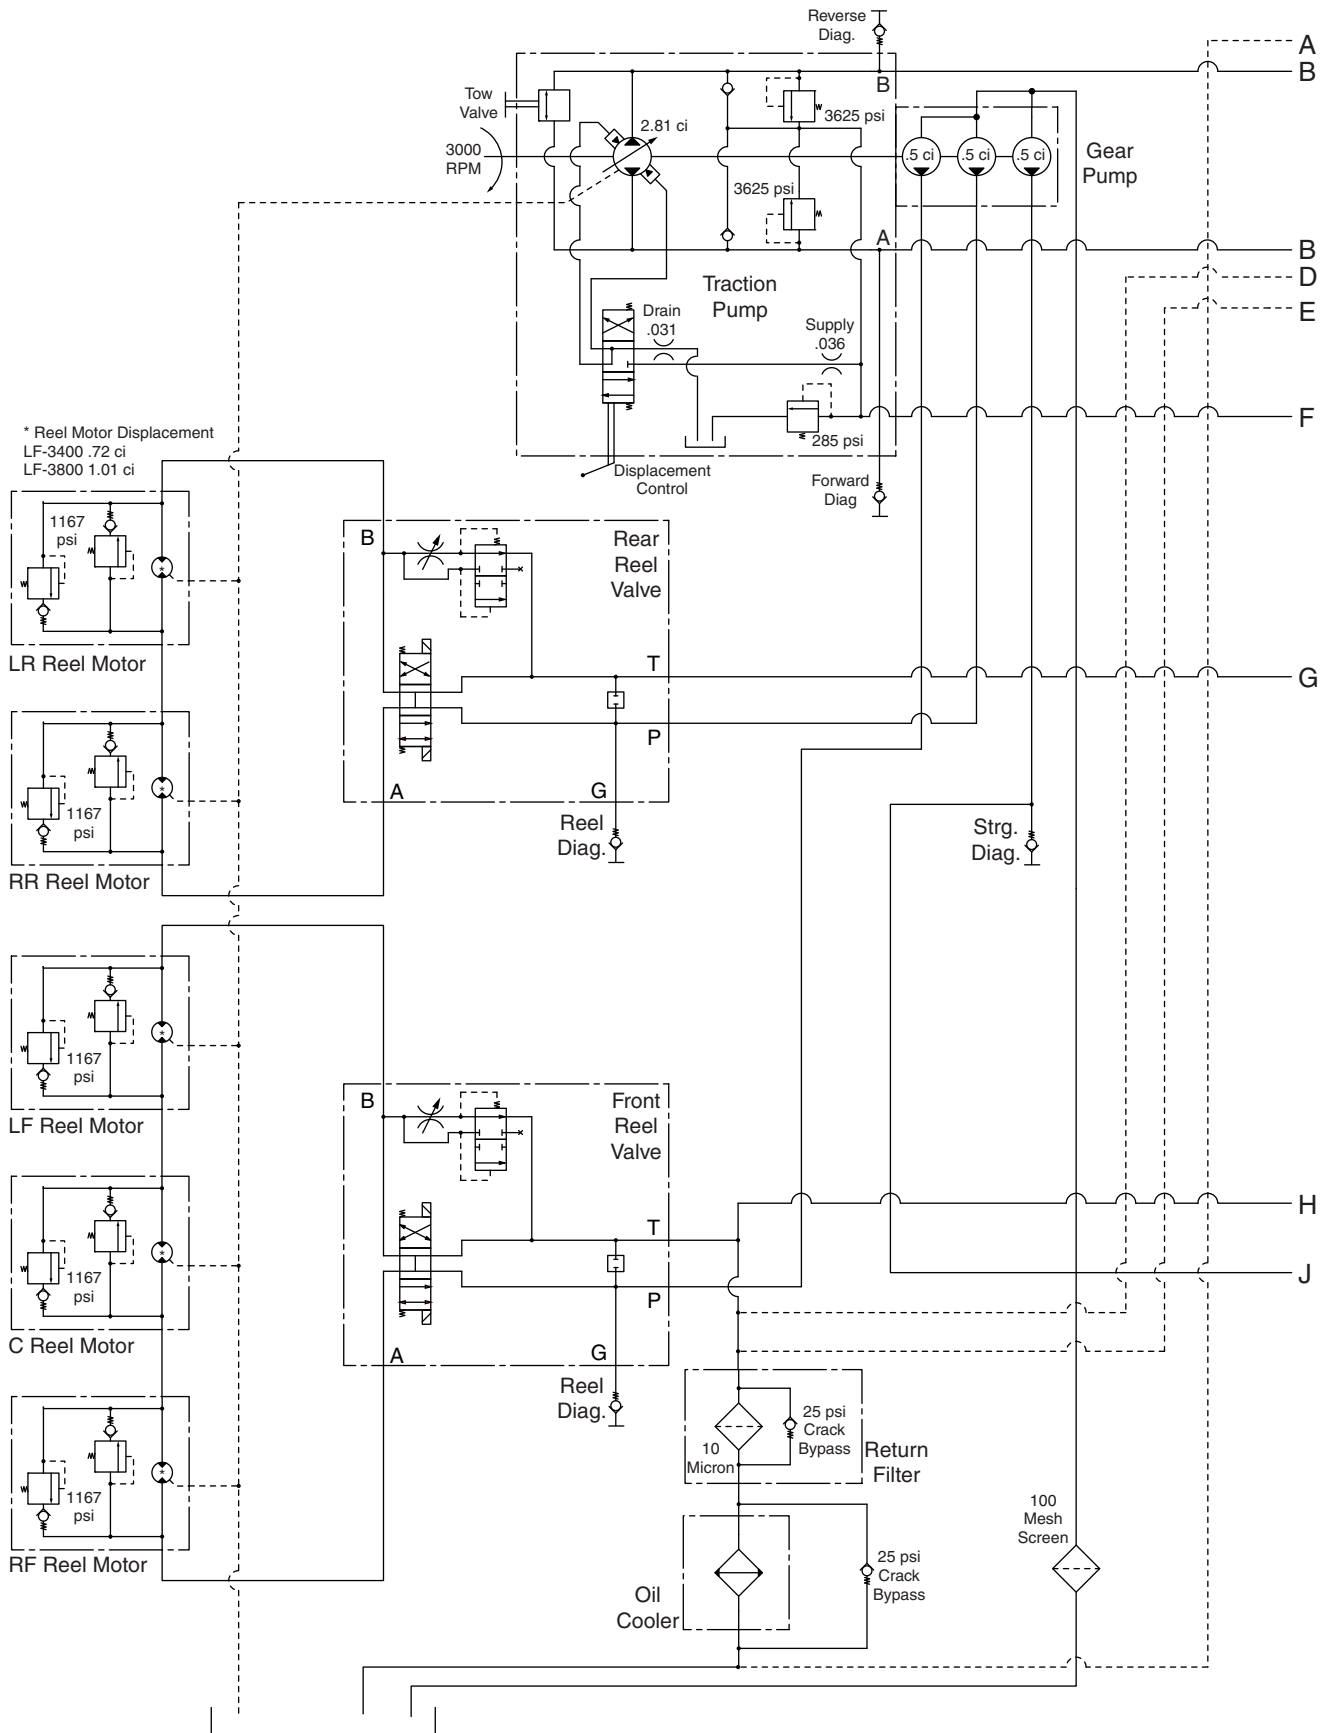 Reverse
Diag.
A
B
B
Tow
Valve
3625 psi
2.81 ci
3000
RPM
.5 ci
.5 ci
.5 ci
Gear
Pump
3625 psi
A
B
D
Traction
Pump
E
Drain
.031
Supply
.036
F
285 psi
* Reel Motor Displacement
LF-3400 .72 ci
LF-3800 1.01 ci
Displacement
Control
Forward
Diag
1167
psi
*
LR Reel Motor
B
Rear
Reel
Valve
T
G
P
A
G
Reel
Diag.
*
1167
psi
RR Reel Motor
Strg.
Diag.
*
1167
psi
LF Reel Motor
B
Front
Reel
Valve
T
H
P
J
A
G
Reel
Diag.
*
1167
psi
C Reel Motor
10
Micron
25 psi
Crack
Bypass
Return
Filter
*
1167
psi
RF Reel Motor
100
Mesh
Screen
Oil
Cooler
25 psi
Crack
Bypass